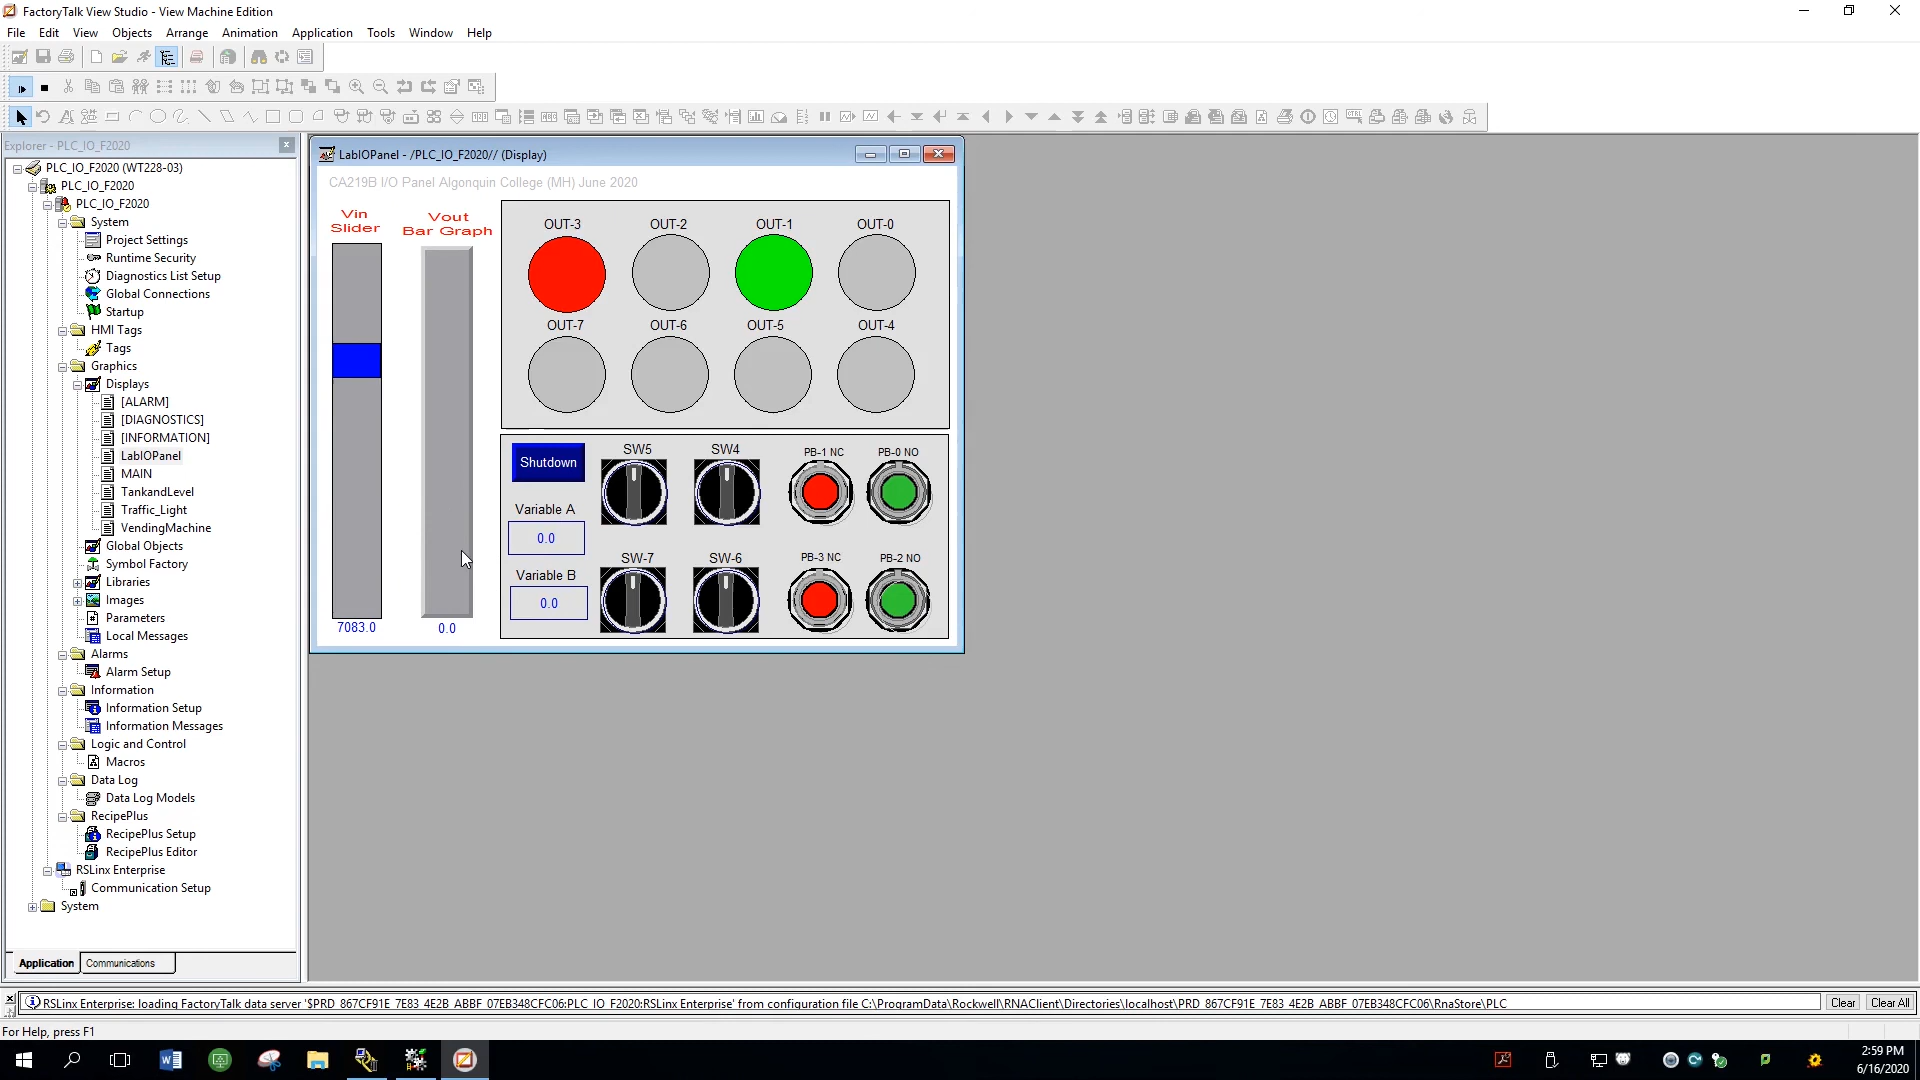 FactoryTalk View Studio - View Machine Edition
File Edit View Objects Arrange Animation Application Tools Window Help
Explorer - PLC_IO_F2020
PLC_IO_F2020 (WT228-03)
PLC_IO_F2020
PLC_IO_F2020
System
Project Settings
Runtime Security
Diagnostics List Setup
Global Connections
Startup
HMI Tags
Tags
Graphics
Displays
[ALARM]
[DIAGNOSTICS]
[INFORMATION]
LabIOPanel
MAIN
TankandLevel
Traffic_Light
VendingMachine
Global Objects
Symbol Factory
Libraries
Images
Parameters
Local Messages
Alarms
Alarm Setup
Information
Information Setup
Information Messages
Logic and Control
Macros
Data Log
Data Log Models
RecipePlus
RecipePlus Setup
RecipePlus Editor
RSLinx Enterprise
Communication Setup
System
Application Communications
LabIOPanel - /PLC_IO_F2020// (Display)
CA219B I/O Panel Algonquin College (MH) June 2020
Vin
Slider
Vout
Bar Graph
7083.0
0.0
OUT-3 OUT-2 OUT-1 OUT-0
OUT-7 OUT-6 OUT-5 OUT-4
Shutdown
SW5 SW4 PB-1 NC PB-0 NO
Variable A
0.0
SW-7 SW-6 PB-3 NC PB-2 NO
Variable B
0.0
RSLinx Enterprise: loading FactoryTalk data server '$PRD_867CF91E_7E83_4E2B_ABBF_07EB348CFC06:PLC_IO_F2020:RSLinx Enterprise' from configuration file C:\ProgramData\Rockwell\RNAClient\Directories\localhost\PRD_867CF91E_7E83_4E2B_ABBF_07EB348CFC06\RnaStore\PLC
Clear Clear All
For Help, press F1
2:59 PM
6/16/2020